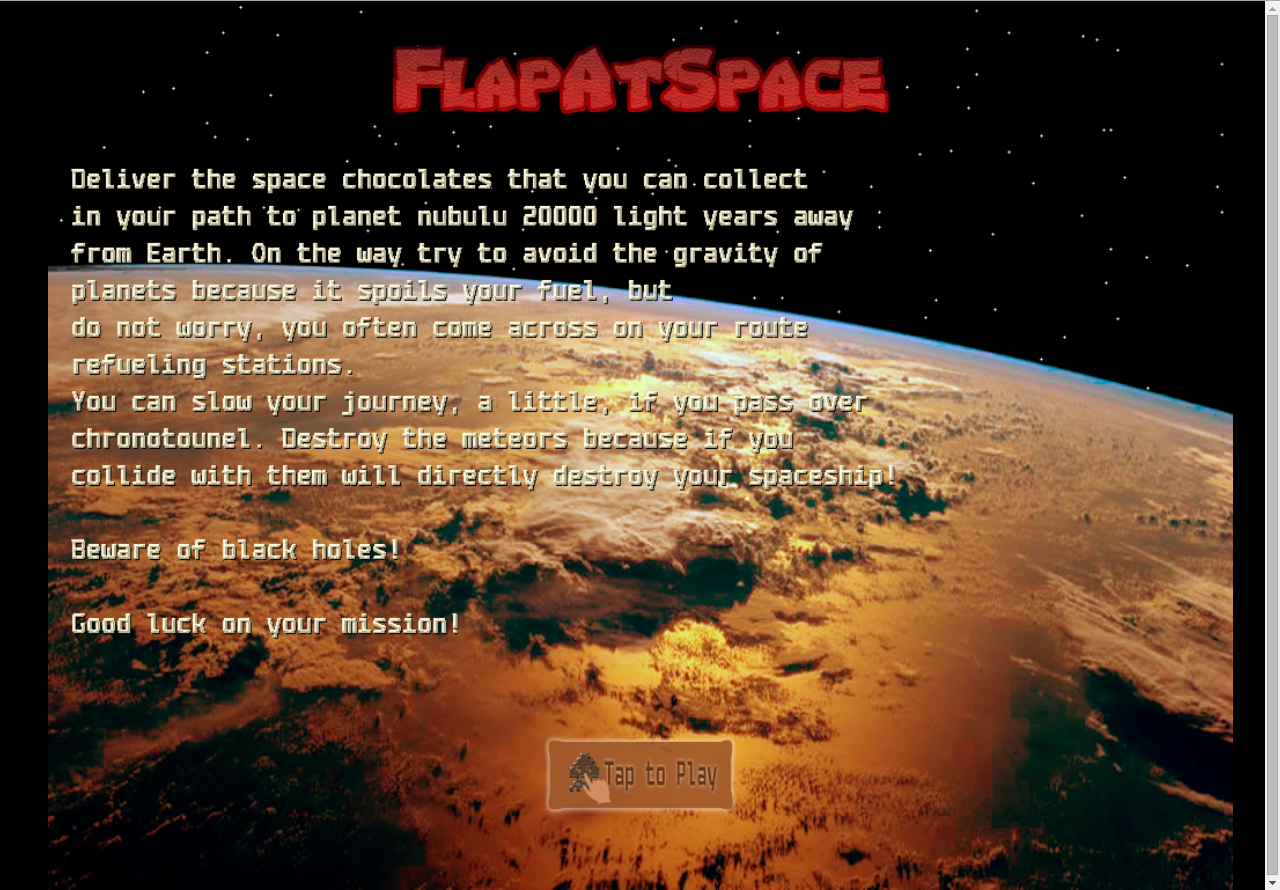 FlapAtSpace
Deliver the space chocolates that you can collect
in your path to planet nubulu 20000 light years away
from Earth. On the way try to avoid the gravity of
planets because it spoils your fuel, but
do not worry, you often come across on your route
refueling stations.
You can slow your journey, a little, if you pass over
chronotounel. Destroy the meteors because if you
collide with them will directly destroy your spaceship!
Beware of black holes!
Good luck on your mission!
Tap to Play